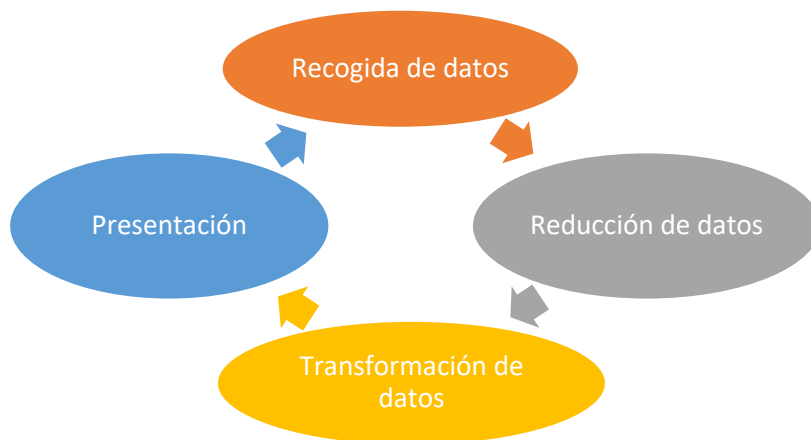 Recogida de datos
Presentación
Reducción de datos
Transformación de
datos